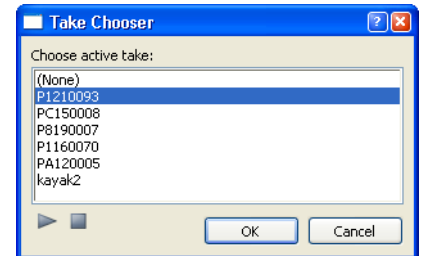 Take Chooser
Choose active take:
(None)
P1210093
PC150008
P8190007
P1160070
PA120005
kayak2
OK Cancel